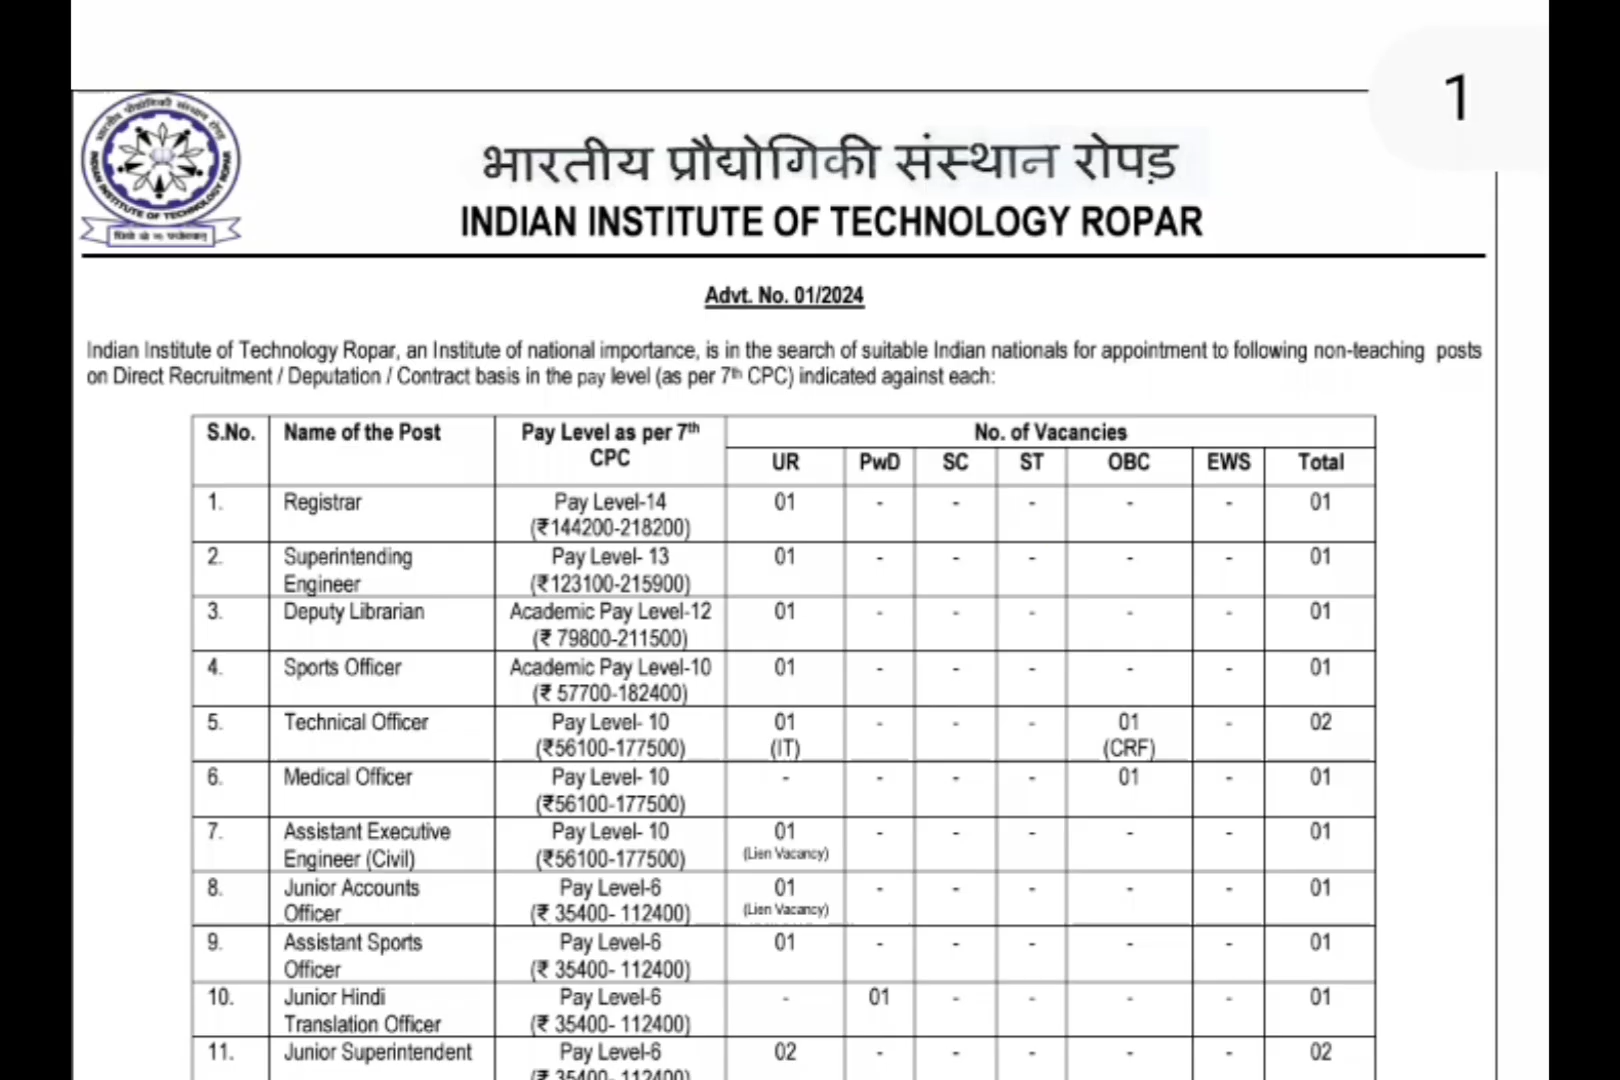 1
भारतीय प्रौद्योगिकी संस्थान रोपड़
INDIAN INSTITUTE OF TECHNOLOGY ROPAR
INDIAN INSTITUTE OF TECHNOLOGY ROPAR
Advt. No. 01/2024
Indian Institute of Technology Ropar, an Institute of national importance, is in the search of suitable Indian nationals for appointment to following non-teaching posts
on Direct Recruitment / Deputation / Contract basis in the pay level (as per 7th CPC) indicated against each:
S.No. Name of the Post Pay Level as per 7th No. of Vacancies
CPC UR PwD SC ST OBC EWS Total
1. Registrar Pay Level-14 01 - - - - - 01
(₹144200-218200)
2. Superintending Pay Level- 13 01 - - - - - 01
Engineer (₹123100-215900)
3. Deputy Librarian Academic Pay Level-12 01 - - - - - 01
(₹ 79800-211500)
4. Sports Officer Academic Pay Level-10 01 - - - - - 01
(₹ 57700-182400)
5. Technical Officer Pay Level- 10 01 - - - 01 - 02
(₹56100-177500) (IT) (CRF)
6. Medical Officer Pay Level- 10 - - - - 01 - 01
(₹56100-177500)
7. Assistant Executive Pay Level- 10 01 - - - - - 01
Engineer (Civil) (₹56100-177500) (Lien Vacancy)
8. Junior Accounts Pay Level-6 01 - - - - - 01
Officer (₹ 35400- 112400) (Lien Vacancy)
9. Assistant Sports Pay Level-6 01 - - - - - 01
Officer (₹ 35400- 112400)
10. Junior Hindi Pay Level-6 - 01 - - - - 01
Translation Officer (₹ 35400- 112400)
11. Junior Superintendent Pay Level-6 02 - - - - - 02
(₹ 35400- 112400)